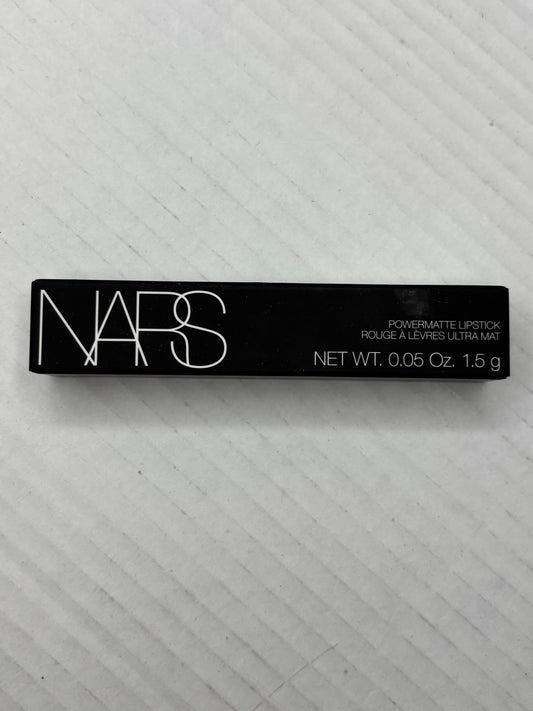 NARS
POWERMATTE LIPSTICK
ROUGE À LÈVRES ULTRA MAT
NET WT. 0.05 Oz. 1.5 g